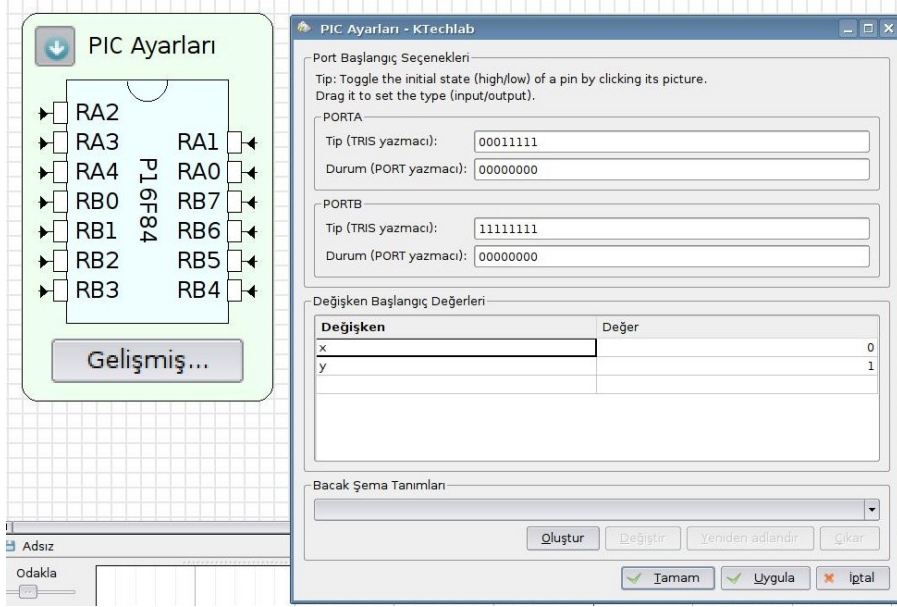 PIC Ayarları
RA2
RA3 RA1
RA4 RA0
RB0 RB7
RB1 RB6
RB2 RB5
RB3 RB4
P16F84
Gelişmiş...
Adsız
Odakla
PIC Ayarları - KTechlab
Port Başlangıç Seçenekleri
Tip: Toggle the initial state (high/low) of a pin by clicking its picture.
Drag it to set the type (input/output).
PORTA
Tip (TRIS yazmacı): 00011111
Durum (PORT yazmacı): 00000000
PORTB
Tip (TRIS yazmacı): 11111111
Durum (PORT yazmacı): 00000000
Değişken Başlangıç Değerleri
Değişken Değer
x 0
y 1
Bacak Şema Tanımları
Oluştur Değiştir Yeniden adlandır Çıkar
Tamam Uygula İptal